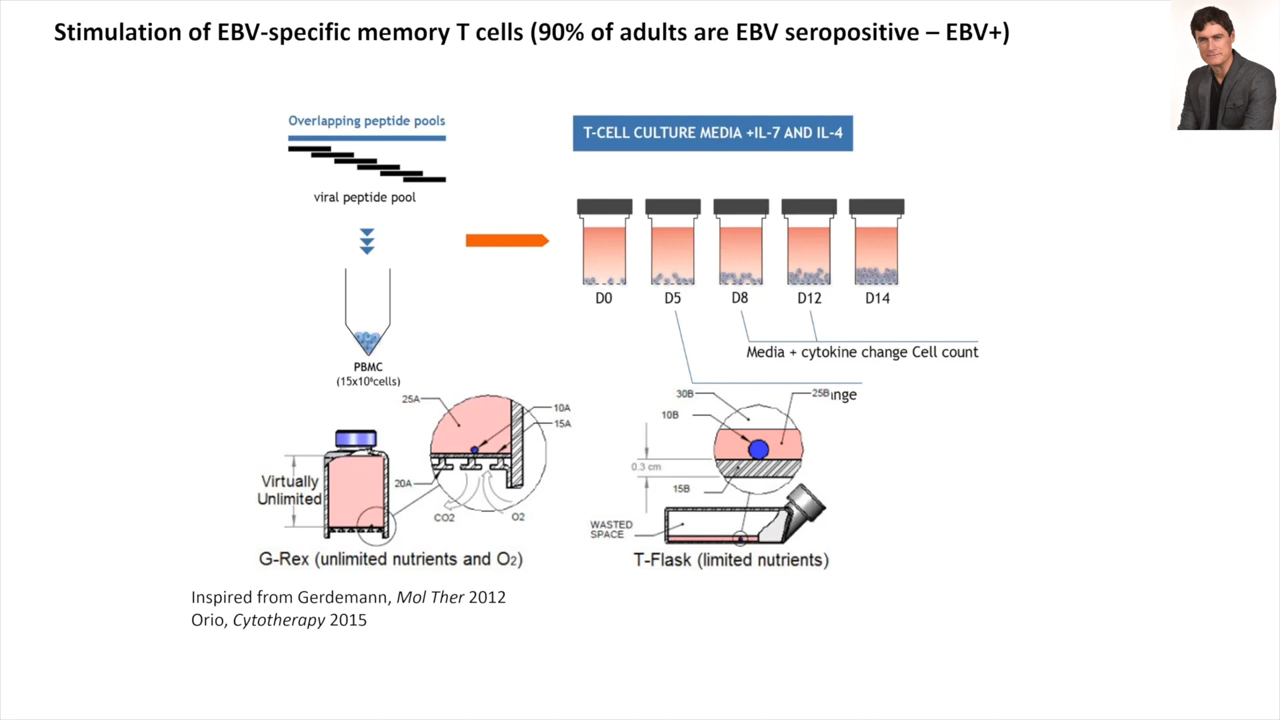 Stimulation of EBV-specific memory T cells (90% of adults are EBV seropositive – EBV+)
Overlapping peptide pools
viral peptide pool
PBMC
(15x10⁶cells)
T-CELL CULTURE MEDIA +IL-7 AND IL-4
D0
D5
D8
D12
D14
Media + cytokine change Cell count
25A
10A
15A
20A
CO2
O2
Virtually
Unlimited
G-Rex (unlimited nutrients and O2)
30B
25B
10B
0.3 cm
15B
WASTED
SPACE
T-Flask (limited nutrients)
Inspired from Gerdemann, Mol Ther 2012
Orio, Cytotherapy 2015